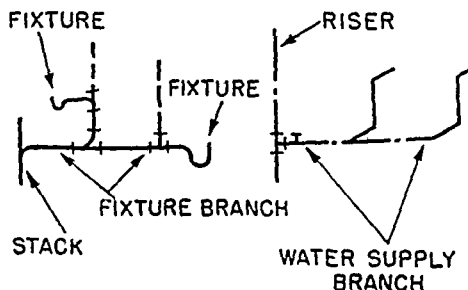 FIXTURE
RISER
FIXTURE
FIXTURE BRANCH
STACK
WATER SUPPLY
BRANCH